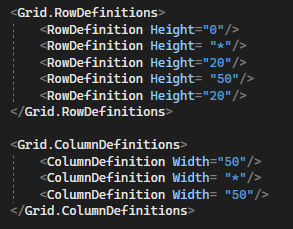 <Grid.RowDefinitions>
<RowDefinition Height="0"/>
<RowDefinition Height= "*"/>
<RowDefinition Height="20"/>
<RowDefinition Height= "50"/>
<RowDefinition Height="20"/>
</Grid.RowDefinitions>
<Grid.ColumnDefinitions>
<ColumnDefinition Width="50"/>
<ColumnDefinition Width= "*"/>
<ColumnDefinition Width= "50"/>
</Grid.ColumnDefinitions>